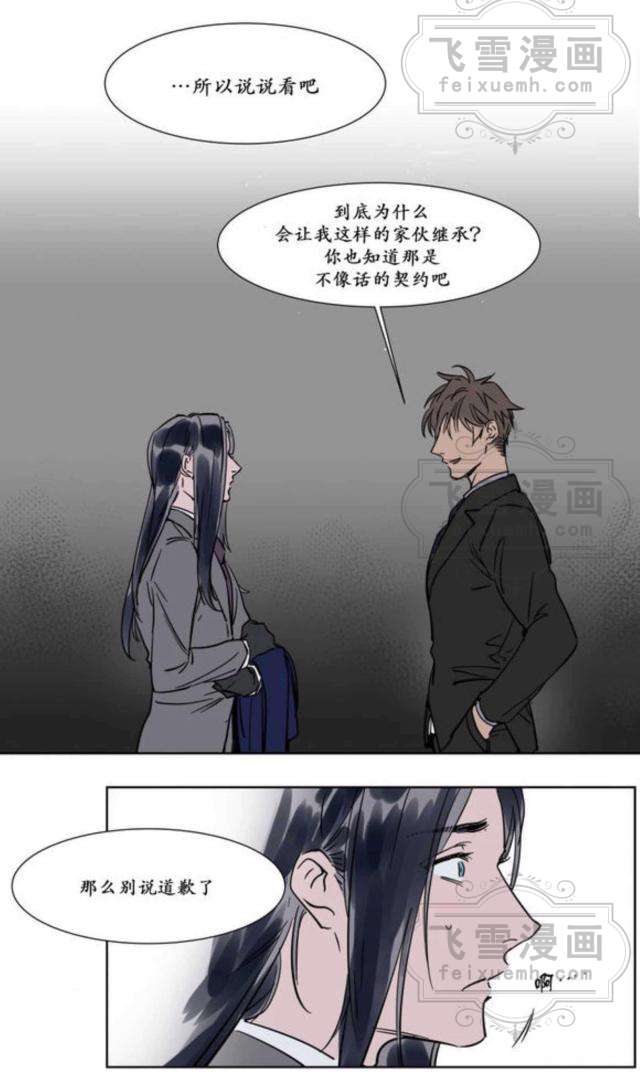 飞雪漫画
feixuemh.com
…所以说说看吧
到底为什么
会让我这样的家伙继承?
你也知道那是
不像话的契约吧
飞雪漫画
feixuemh.com
那么别说道歉了
飞雪漫画
feixuemh.com
啊……